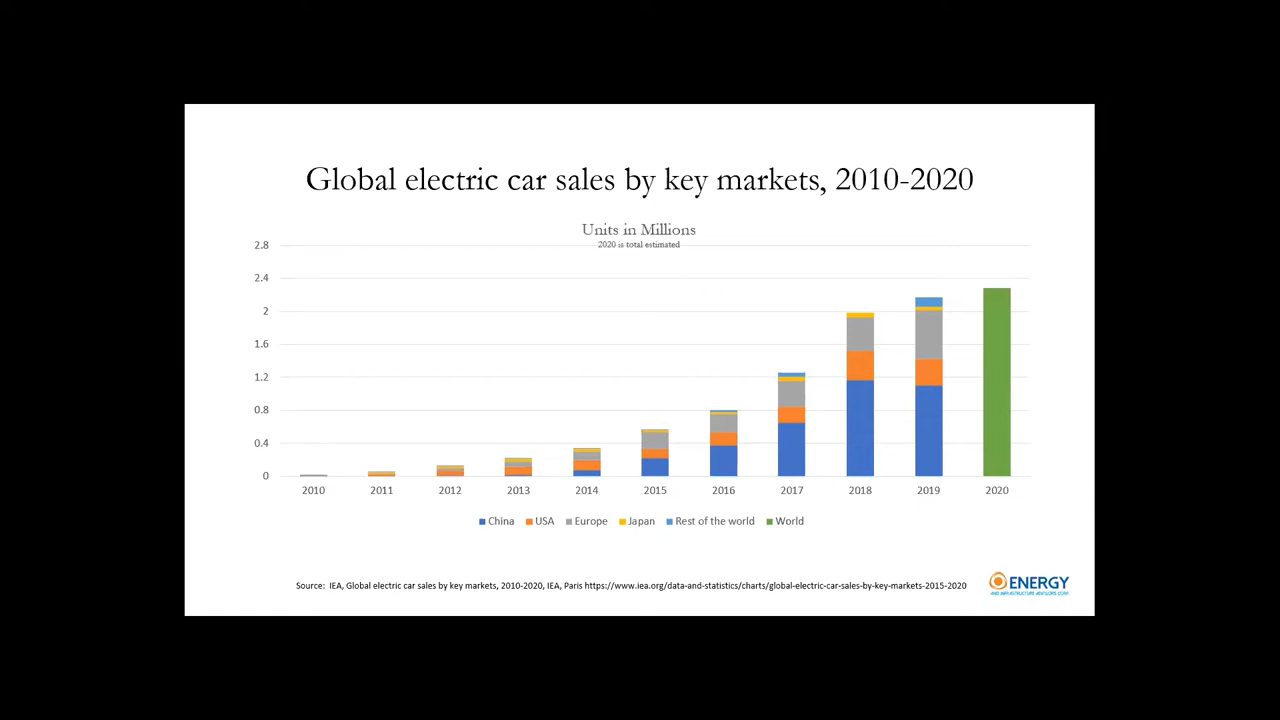 Global electric car sales by key markets, 2010-2020
Units in Millions
2020 is total estimated
2.8
2.4
2
1.6
1.2
0.8
0.4
0
2010 2011 2012 2013 2014 2015 2016 2017 2018 2019 2020
China USA Europe Japan Rest of the world World
Source: IEA, Global electric car sales by key markets, 2010-2020, IEA, Paris https://www.iea.org/data-and-statistics/charts/global-electric-car-sales-by-key-markets-2015-2020
ENERGY
AND INFRASTRUCTURE ADVISORS CORP.